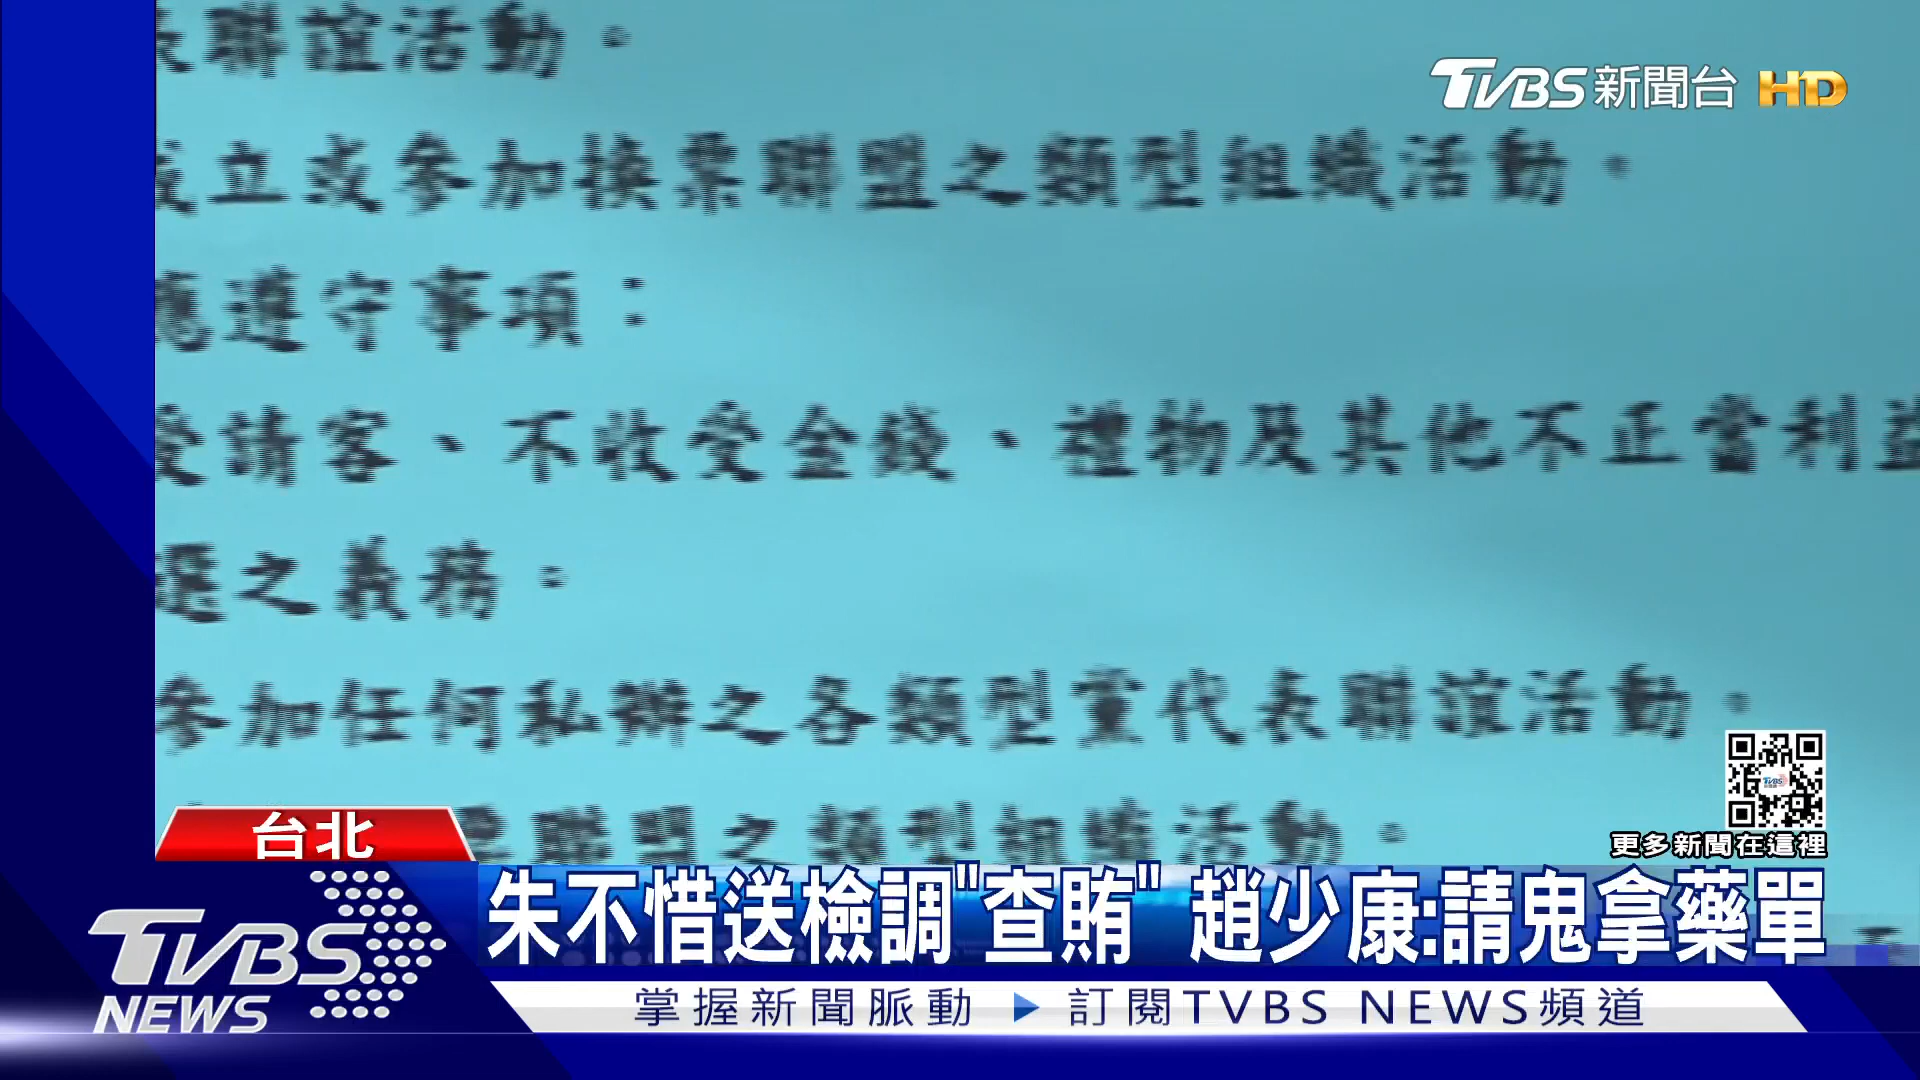 表聯誼活動。
TVBS新聞台 HD
成立或參加換票聯盟之類型組織活動。
應遵守事項：
受請客、不收受金錢、禮物及其他不正當利益
選之義務。
參加任何私辦之各類型黨代表聯誼活動。
票聯盟之類型組織活動。
TVBS
更多新聞在這裡
台北
朱不惜送檢調"查賄" 趙少康:請鬼拿藥單
TVBS
NEWS
掌握新聞脈動 ▶ 訂閱TVBS NEWS頻道